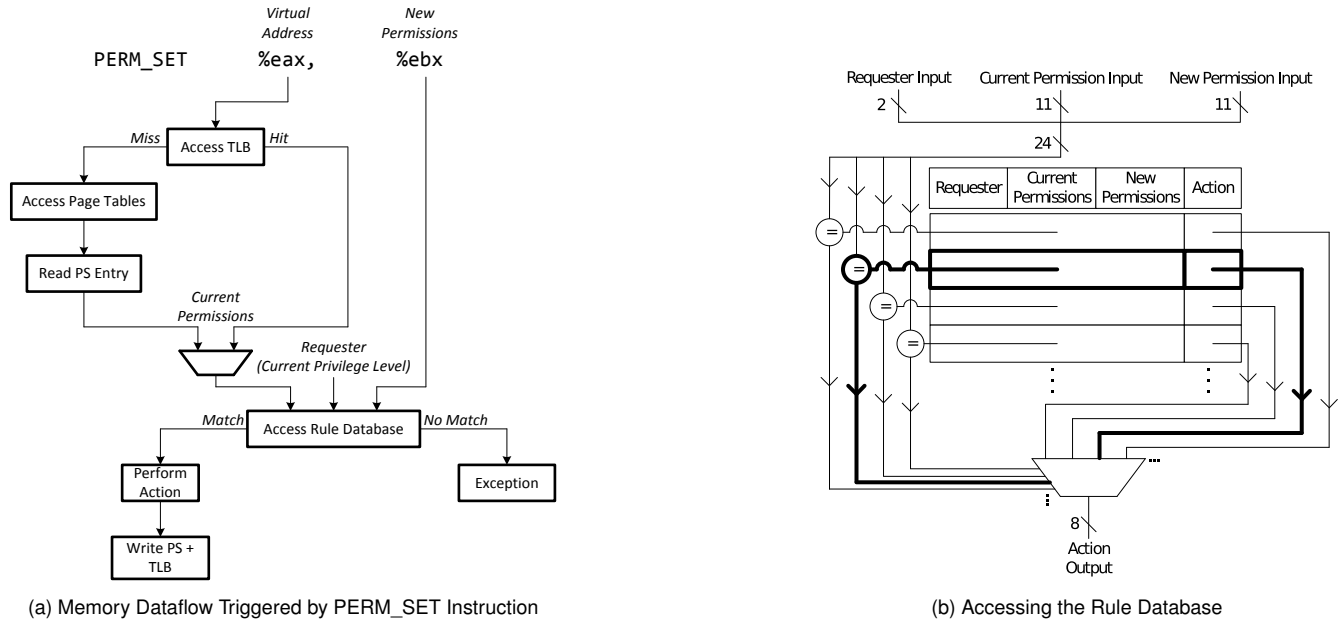 Virtual
Address
New
Permissions
PERM_SET %eax, %ebx
Miss
Access TLB
Hit
Access Page Tables
Read PS Entry
Current
Permissions
Requester
(Current Privilege Level)
Match
Access Rule Database
No Match
Perform
Action
Exception
Write PS +
TLB
(a) Memory Dataflow Triggered by PERM_SET Instruction
Requester Input
Current Permission Input
New Permission Input
2
11
11
24
Requester
Current
Permissions
New
Permissions
Action
=
=
=
=
8
Action
Output
(b) Accessing the Rule Database